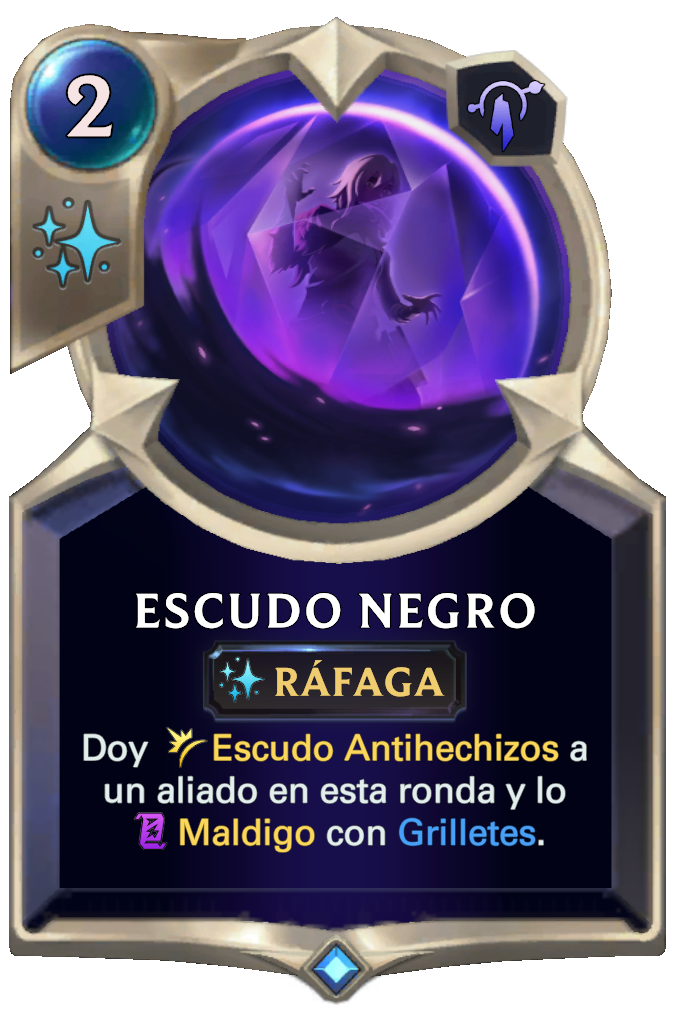 2
ESCUDO NEGRO
RÁFAGA
Doy Escudo Antihechizos a
un aliado en esta ronda y lo
Maldigo con Grilletes.